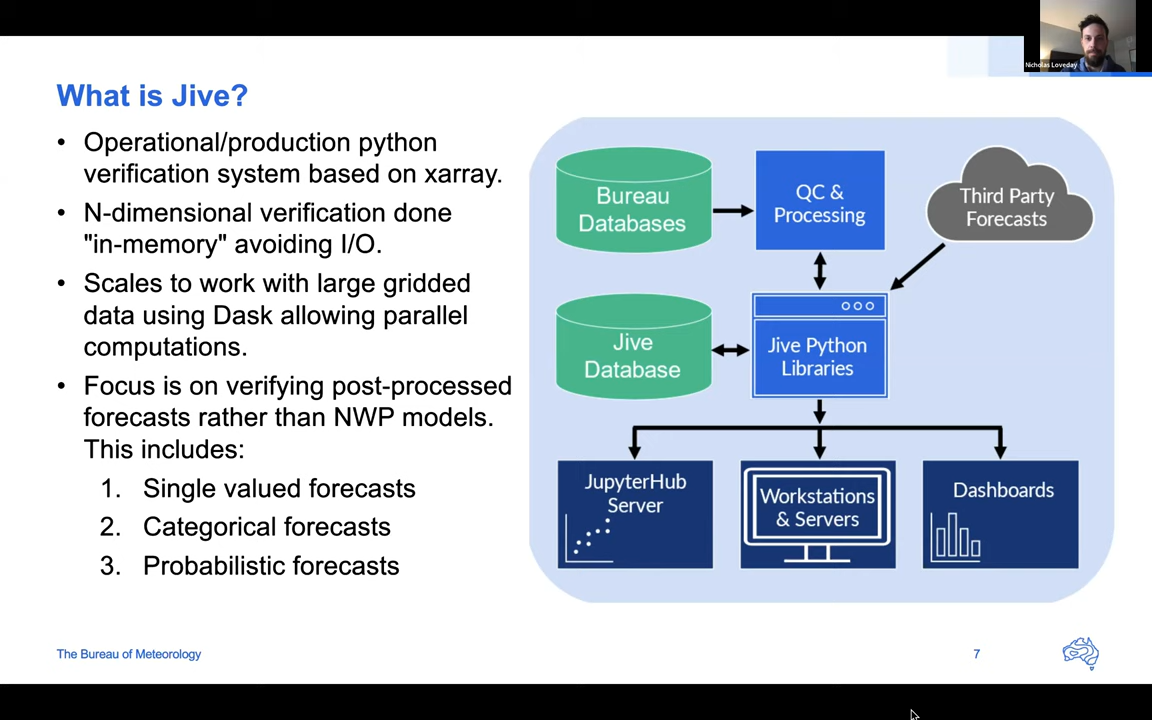 Nicholas Loveday
What is Jive?
• Operational/production python
verification system based on xarray.
• N-dimensional verification done
"in-memory" avoiding I/O.
• Scales to work with large gridded
data using Dask allowing parallel
computations.
• Focus is on verifying post-processed
forecasts rather than NWP models.
This includes:
1. Single valued forecasts
2. Categorical forecasts
3. Probabilistic forecasts
Bureau
Databases
QC &
Processing
Third Party
Forecasts
Jive
Database
Jive Python
Libraries
JupyterHub
Server
Workstations
& Servers
Dashboards
The Bureau of Meteorology
7